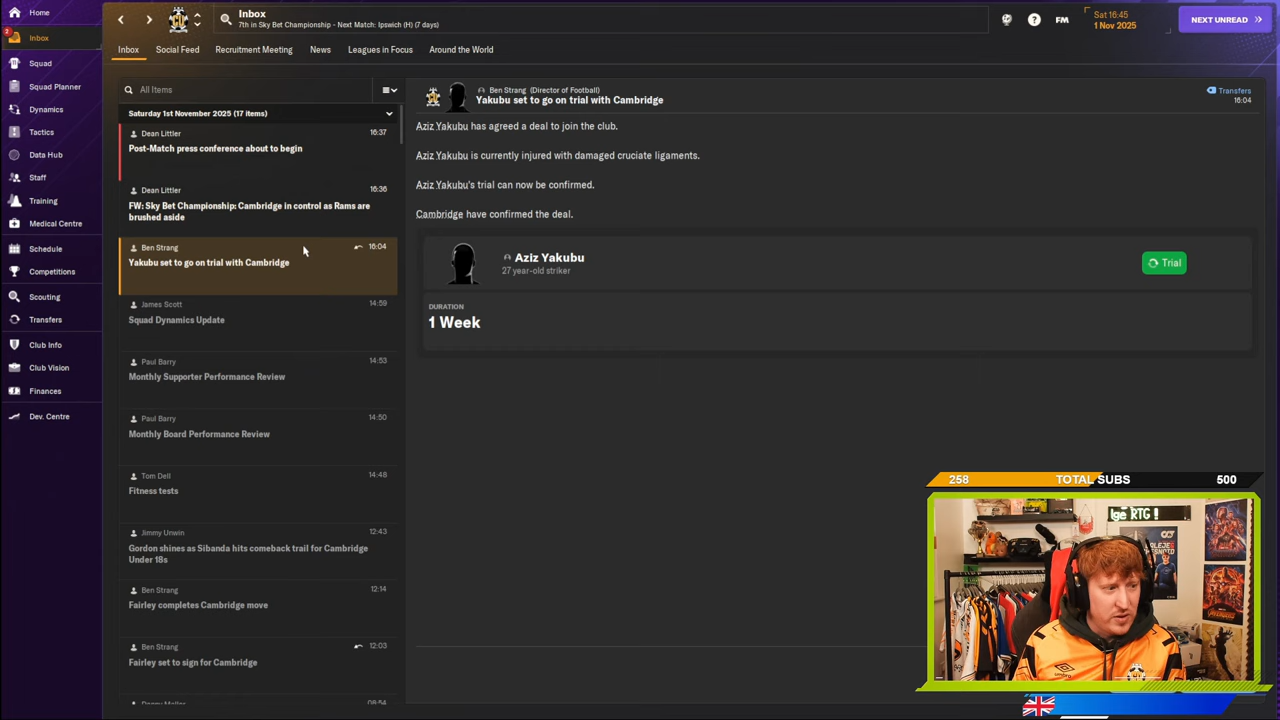 Home
2
Inbox
Squad
Squad Planner
Dynamics
Tactics
Data Hub
Staff
Training
Medical Centre
Schedule
Competitions
Scouting
Transfers
Club Info
Club Vision
Finances
Dev. Centre
Inbox
7th in Sky Bet Championship - Next Match: Ipswich (H) (7 days)
FM
Sat 16:45
1 Nov 2025
NEXT UNREAD
Inbox
Social Feed
Recruitment Meeting
News
Leagues in Focus
Around the World
All Items
Saturday 1st November 2025 (17 items)
Dean Littler
16:37
Post-Match press conference about to begin
Dean Littler
16:36
FW: Sky Bet Championship: Cambridge in control as Rams are
brushed aside
Ben Strang
16:04
Yakubu set to go on trial with Cambridge
James Scott
14:59
Squad Dynamics Update
Paul Barry
14:53
Monthly Supporter Performance Review
Paul Barry
14:50
Monthly Board Performance Review
Tom Dell
14:48
Fitness tests
Jimmy Unwin
12:43
Gordon shines as Sibanda hits comeback trail for Cambridge
Under 18s
Ben Strang
12:14
Fairley completes Cambridge move
Ben Strang
12:03
Fairley set to sign for Cambridge
08:54
Ben Strang (Director of Football)
Yakubu set to go on trial with Cambridge
Transfers
16:04
Aziz Yakubu has agreed a deal to join the club.
Aziz Yakubu is currently injured with damaged cruciate ligaments.
Aziz Yakubu's trial can now be confirmed.
Cambridge have confirmed the deal.
Aziz Yakubu
27 year-old striker
Trial
DURATION
1 Week
258
TOTAL SUBS
500
lge RTG !
umbro